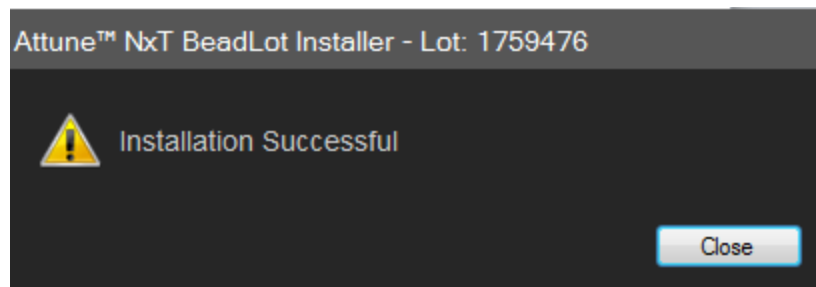 Attune™ NxT BeadLot Installer - Lot: 1759476
Installation Successful
Close